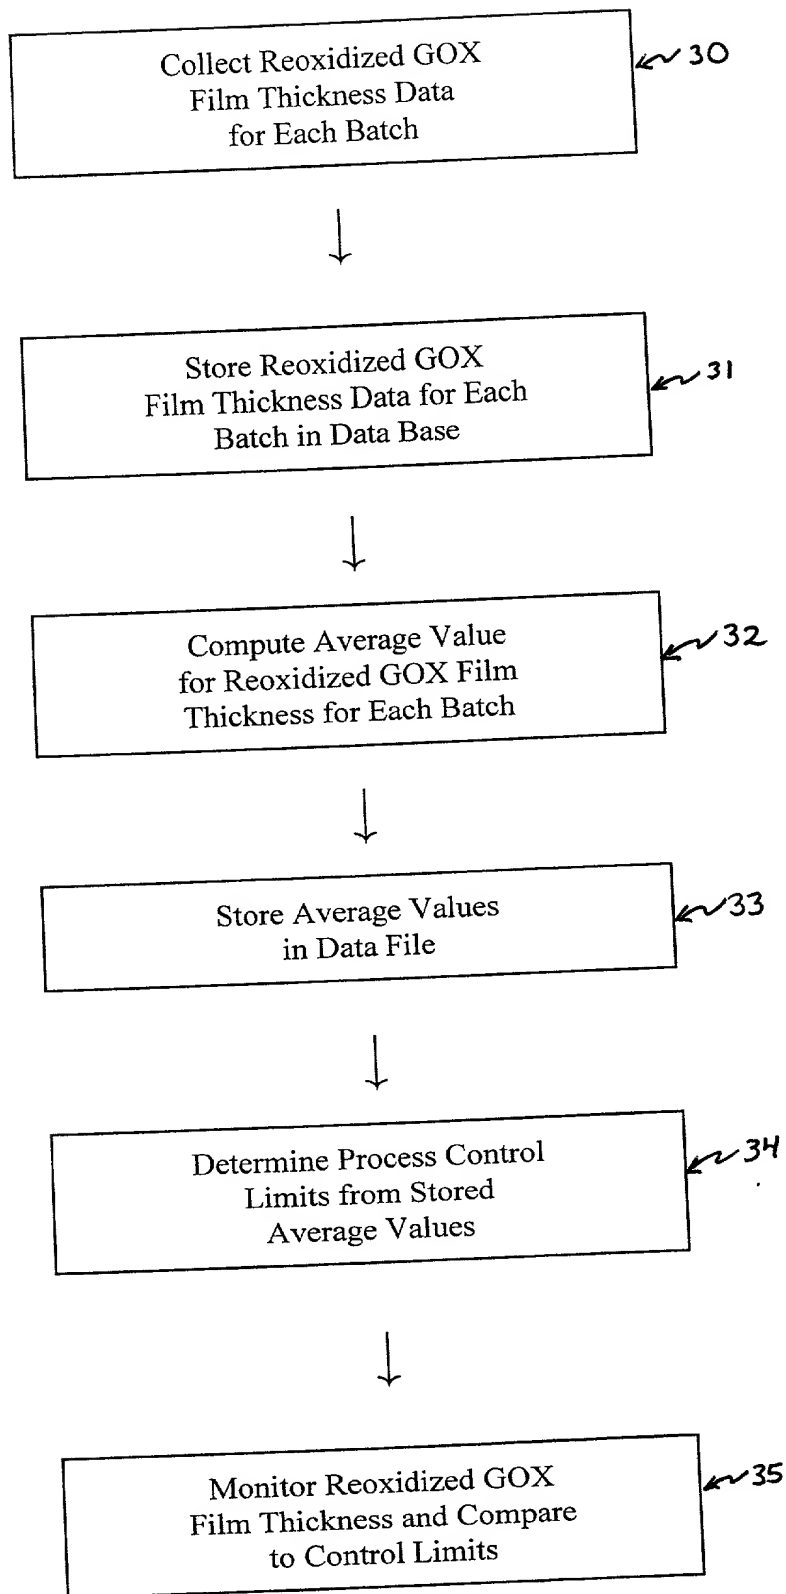 Collect Reoxidized GOX
Film Thickness Data
for Each Batch
30
Store Reoxidized GOX
Film Thickness Data for Each
Batch in Data Base
31
Compute Average Value
for Reoxidized GOX Film
Thickness for Each Batch
32
Store Average Values
in Data File
33
Determine Process Control
Limits from Stored
Average Values
34
Monitor Reoxidized GOX
Film Thickness and Compare
to Control Limits
35